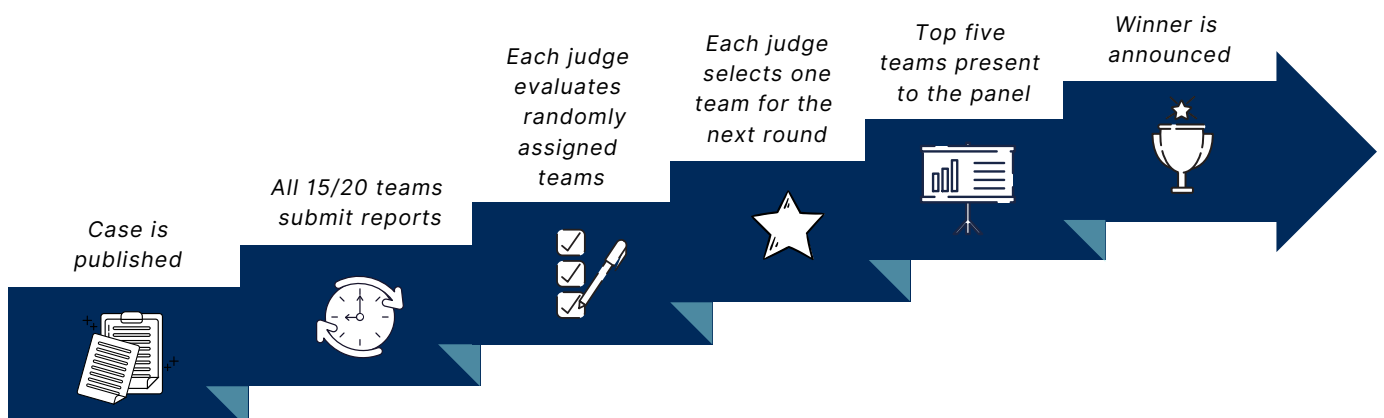 Case is
published
All 15/20 teams
submit reports
Each judge
evaluates
randomly
assigned
teams
Each judge
selects one
team for the
next round
Top five
teams present
to the panel
Winner is
announced